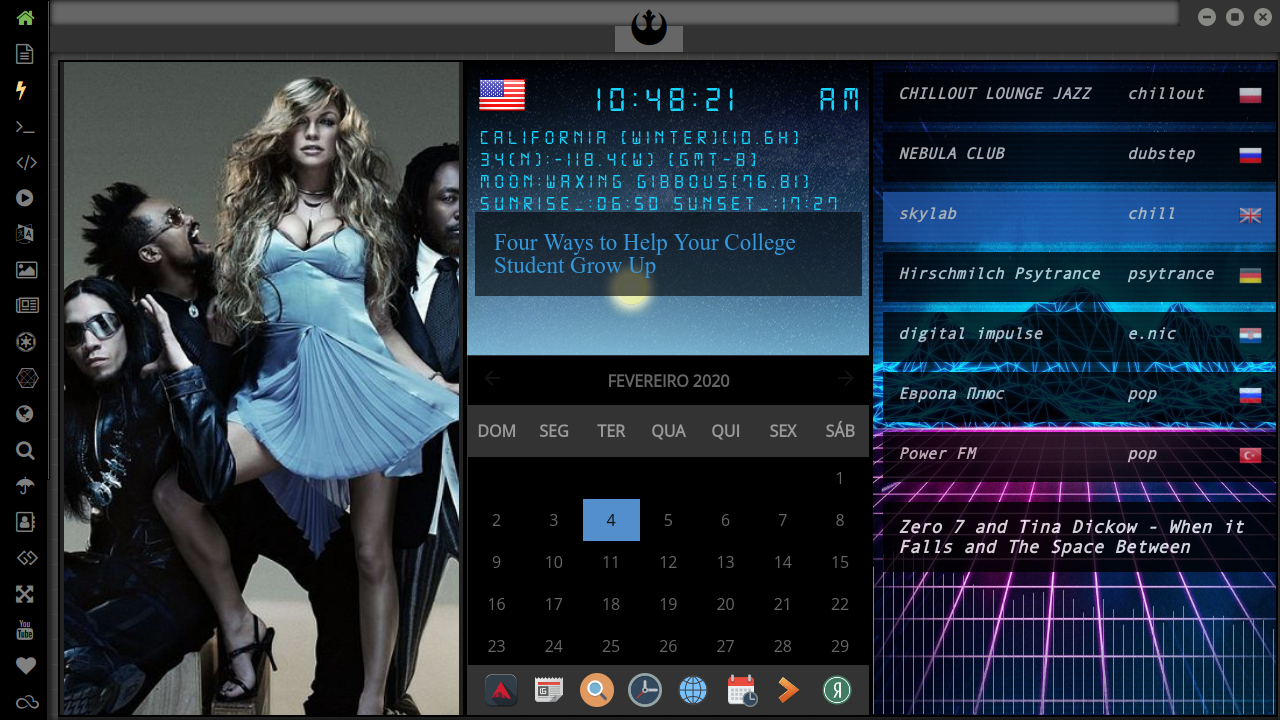 10:48:21 AM
CALIFORNIA (WINTER)(10.6H)
34(N):-118.4(W) (GMT-8)
MOON:WAXING GIBBOUS(76.81)
SUNRISE_:06:50 SUNSET_:17:27
Four Ways to Help Your College
Student Grow Up
FEVEREIRO 2020
DOM SEG TER QUA QUI SEX SÁB
1
2 3 4 5 6 7 8
9 10 11 12 13 14 15
16 17 18 19 20 21 22
23 24 25 26 27 28 29
CHILLOUT LOUNGE JAZZ chillout
NEBULA CLUB dubstep
skylab chill
Hirschmilch Psytrance psytrance
digital impulse e.nic
Европа Плюс pop
Power FM pop
Zero 7 and Tina Dickow - When it
Falls and The Space Between
You
Tube
Я